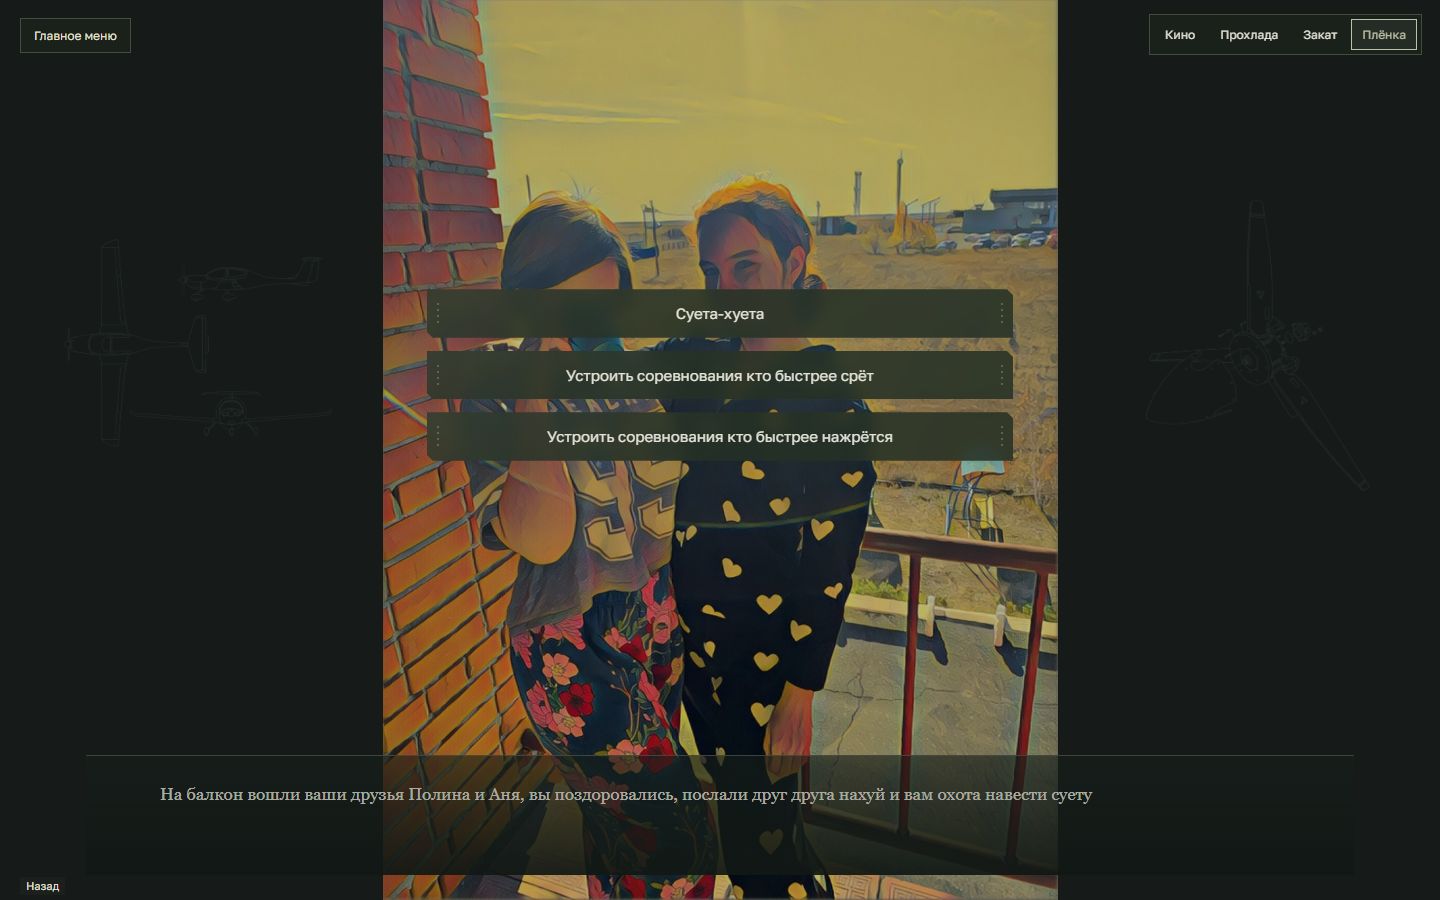 Главное меню
Кино Прохлада Закат Плёнка
Суета-хуета
Устроить соревнования кто быстрее срёт
Устроить соревнования кто быстрее нажрётся
99
На балкон вошли ваши друзья Полина и Аня, вы поздоровались, послали друг друга нахуй и вам охота навести суету
Назад